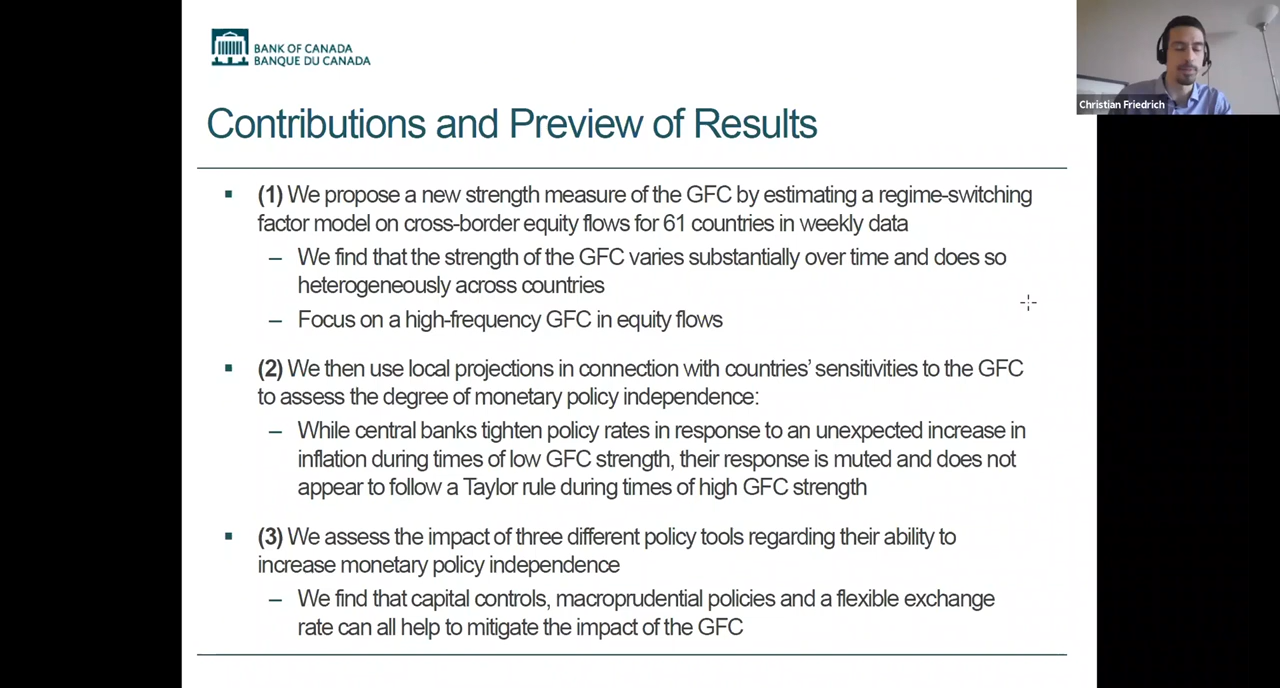 BANK OF CANADA
BANQUE DU CANADA
Christian Friedrich
Contributions and Preview of Results
▪ (1) We propose a new strength measure of the GFC by estimating a regime-switching
factor model on cross-border equity flows for 61 countries in weekly data
– We find that the strength of the GFC varies substantially over time and does so
heterogeneously across countries
– Focus on a high-frequency GFC in equity flows
▪ (2) We then use local projections in connection with countries’ sensitivities to the GFC
to assess the degree of monetary policy independence:
– While central banks tighten policy rates in response to an unexpected increase in
inflation during times of low GFC strength, their response is muted and does not
appear to follow a Taylor rule during times of high GFC strength
▪ (3) We assess the impact of three different policy tools regarding their ability to
increase monetary policy independence
– We find that capital controls, macroprudential policies and a flexible exchange
rate can all help to mitigate the impact of the GFC